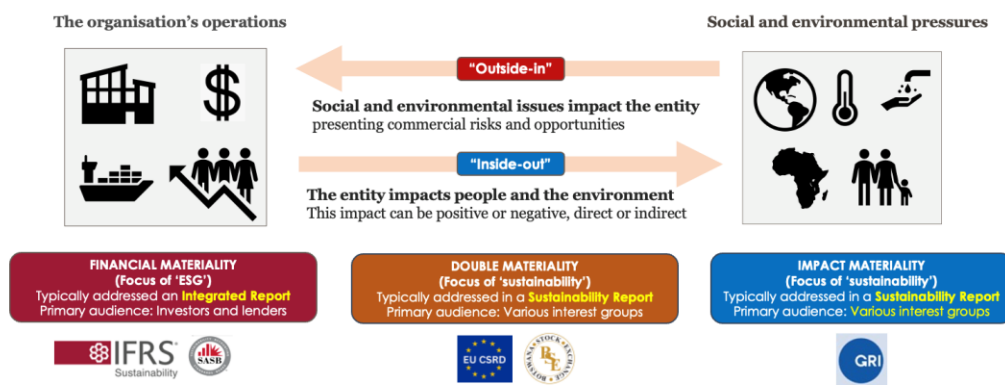 The organisation's operations
Social and environmental pressures
"Outside-in"
Social and environmental issues impact the entity
presenting commercial risks and opportunities
"Inside-out"
The entity impacts people and the environment
This impact can be positive or negative, direct or indirect
FINANCIAL MATERIALITY
(Focus of 'ESG')
Typically addressed an Integrated Report
Primary audience: Investors and lenders
DOUBLE MATERIALITY
(Focus of 'sustainability')
Typically addressed in a Sustainability Report
Primary audience: Various interest groups
IMPACT MATERIALITY
(Focus of 'sustainability')
Typically addressed in a Sustainability Report
Primary audience: Various interest groups
IFRS
Sustainability
SASB
EU CSRD
BOTSWANA STOCK EXCHANGE
BSE
GRI